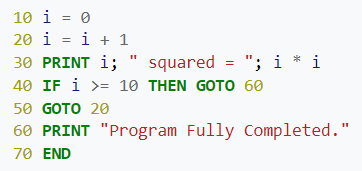 10 i = 0
20 i = i + 1
30 PRINT i; " squared = "; i * i
40 IF i >= 10 THEN GOTO 60
50 GOTO 20
60 PRINT "Program Fully Completed."
70 END